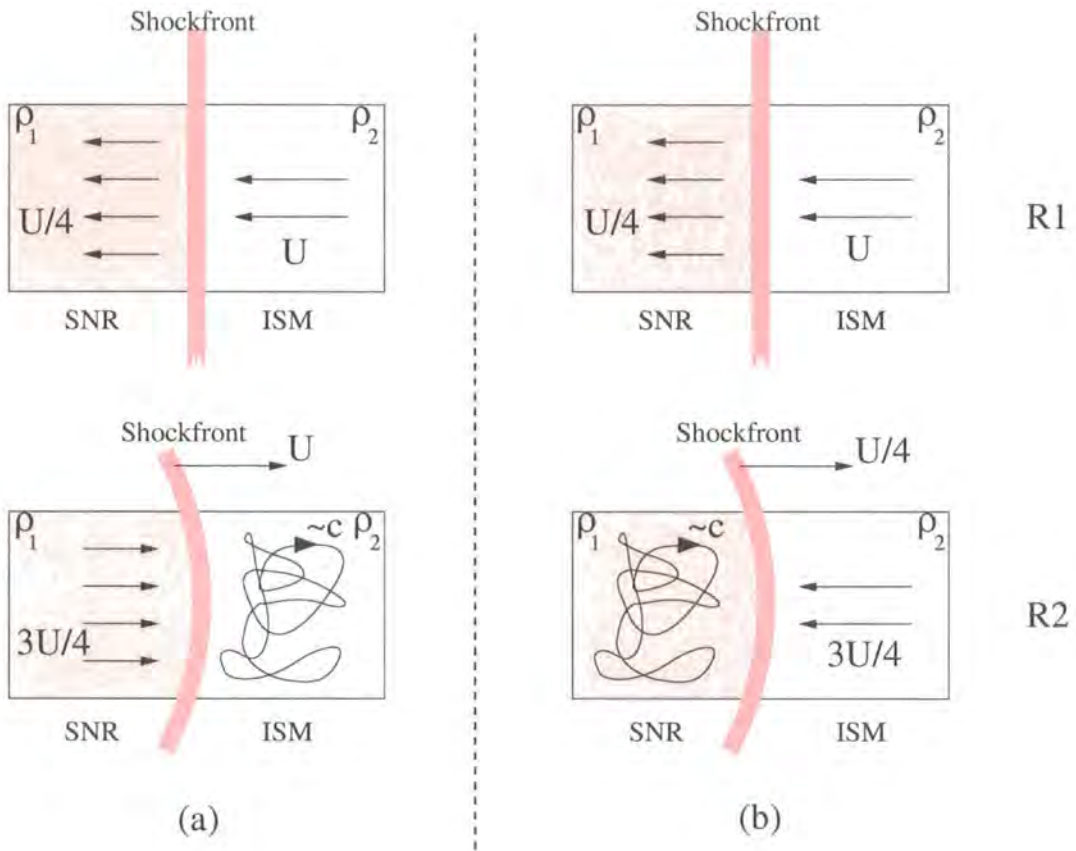 Shockfront
ρ1 ρ2
U/4
U
SNR ISM
Shockfront
U
ρ1 ~c ρ2
3U/4
SNR ISM
(a)
Shockfront
ρ1 ρ2
U/4
U
R1
SNR ISM
Shockfront
U/4
ρ1 ~c ρ2
3U/4
R2
SNR ISM
(b)